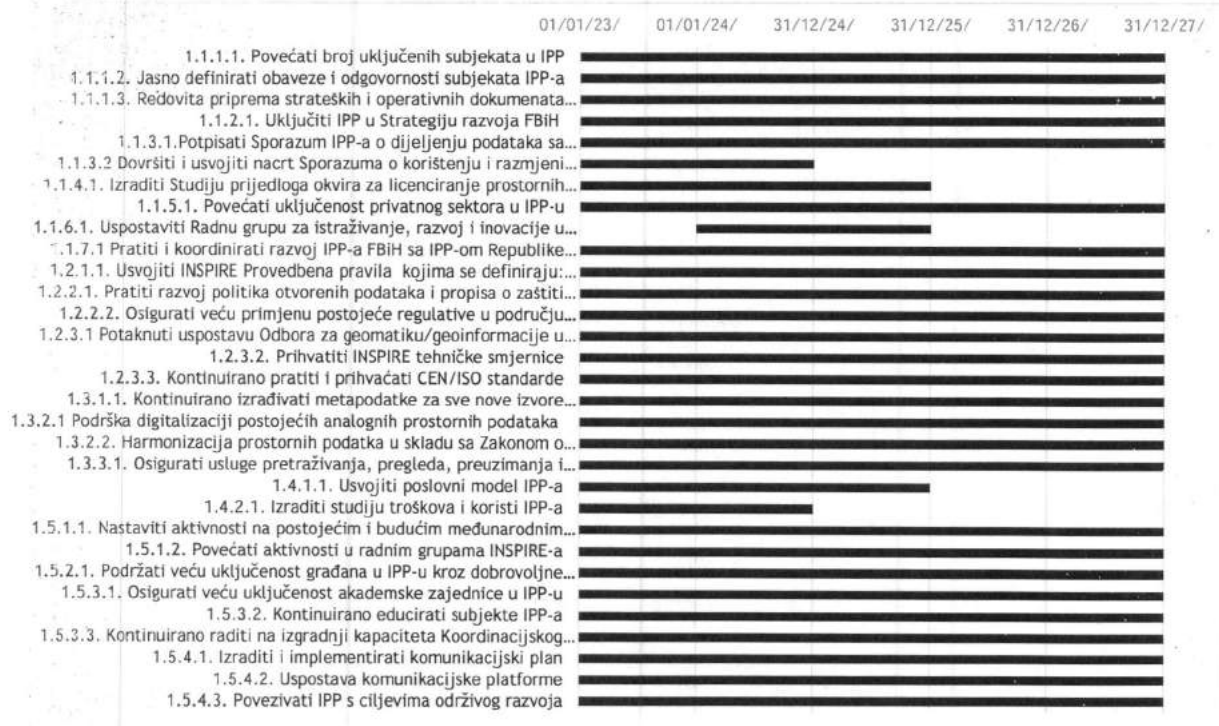 01/01/23/ 01/01/24/ 31/12/24/ 31/12/25/ 31/12/26/ 31/12/27/
1.1.1.1. Povećati broj uključenih subjekata u IPP
1.1.1.2. Jasno definirati obaveze i odgovornosti subjekata IPP-a
1.1.1.3. Redovita priprema strateških i operativnih dokumenata...
1.1.2.1. Uključiti IPP u Strategiju razvoja FBiH
1.1.3.1.Potpisati Sporazum IPP-a o dijeljenju podataka sa...
1.1.3.2 Dovršiti i usvojiti nacrt Sporazuma o korištenju i razmjeni...
1.1.4.1. Izraditi Studiju prijedloga okvira za licenciranje prostornih...
1.1.5.1. Povećati uključenost privatnog sektora u IPP-u
1.1.6.1. Uspostaviti Radnu grupu za istraživanje, razvoj i inovacije u...
1.1.7.1 Pratiti i koordinirati razvoj IPP-a FBiH sa IPP-om Republike...
1.2.1.1. Usvojiti INSPIRE Provedbena pravila kojima se definiraju:...
1.2.2.1. Pratiti razvoj politika otvorenih podataka i propisa o zaštiti...
1.2.2.2. Osigurati veću primjenu postojeće regulative u području...
1.2.3.1 Potaknuti uspostavu Odbora za geomatiku/geoinformacije u...
1.2.3.2. Prihvatiti INSPIRE tehničke smjernice
1.2.3.3. Kontinuirano pratiti i prihvaćati CEN/ISO standarde
1.3.1.1. Kontinuirano izrađivati metapodatke za sve nove izvore...
1.3.2.1 Podrška digitalizaciji postojećih analognih prostornih podataka
1.3.2.2. Harmonizacija prostornih podatka u skladu sa Zakonom o...
1.3.3.1. Osigurati usluge pretraživanja, pregleda, preuzimanja i...
1.4.1.1. Usvojiti poslovni model IPP-a
1.4.2.1. Izraditi studiju troškova i koristi IPP-a
1.5.1.1. Nastaviti aktivnosti na postojećim i budućim međunarodnim...
1.5.1.2. Povećati aktivnosti u radnim grupama INSPIRE-a
1.5.2.1. Podržati veću uključenost građana u IPP-u kroz dobrovoljne...
1.5.3.1. Osigurati veću uključenost akademske zajednice u IPP-u
1.5.3.2. Kontinuirano educirati subjekte IPP-a
1.5.3.3. Kontinuirano raditi na izgradnji kapaciteta Koordinacijskog...
1.5.4.1. Izraditi i implementirati komunikacijski plan
1.5.4.2. Uspostava komunikacijske platforme
1.5.4.3. Povezivati IPP s ciljevima održivog razvoja